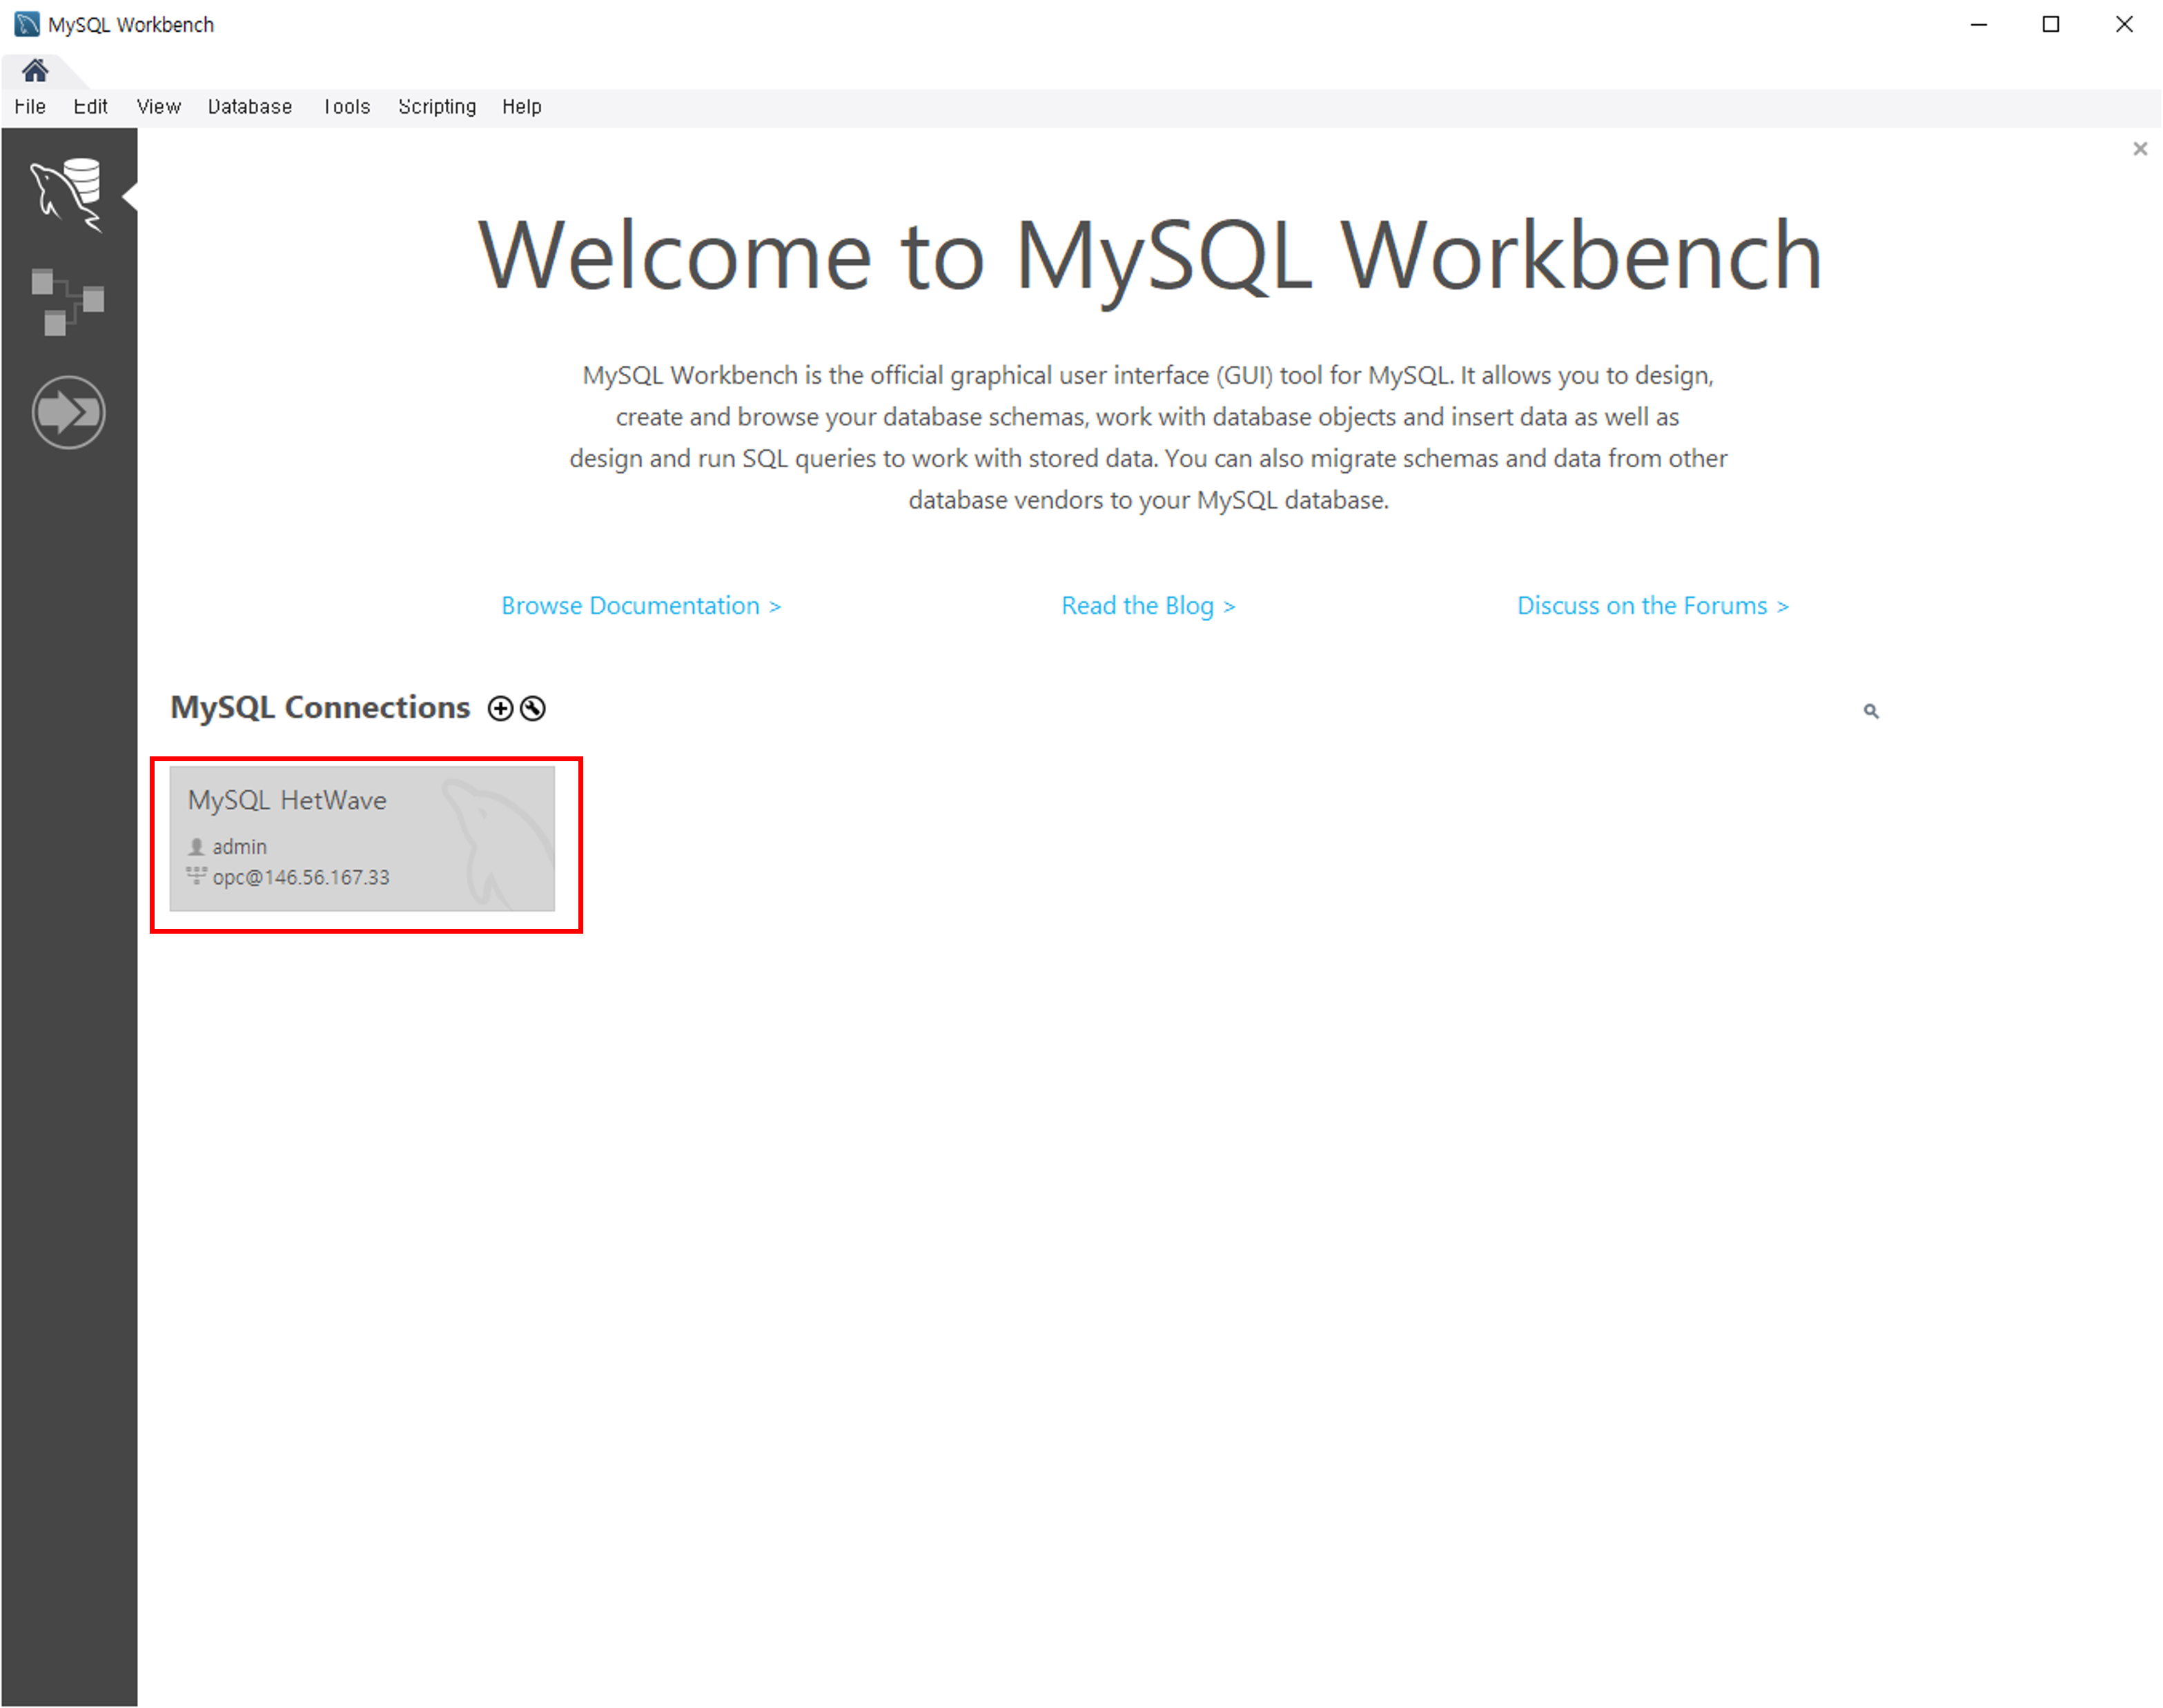 MySQL Workbench
File Edit View Database Tools Scripting Help
Welcome to MySQL Workbench
MySQL Workbench is the official graphical user interface (GUI) tool for MySQL. It allows you to design,
create and browse your database schemas, work with database objects and insert data as well as
design and run SQL queries to work with stored data. You can also migrate schemas and data from other
database vendors to your MySQL database.
Browse Documentation > Read the Blog > Discuss on the Forums >
MySQL Connections
MySQL HetWave
admin
opc@146.56.167.33